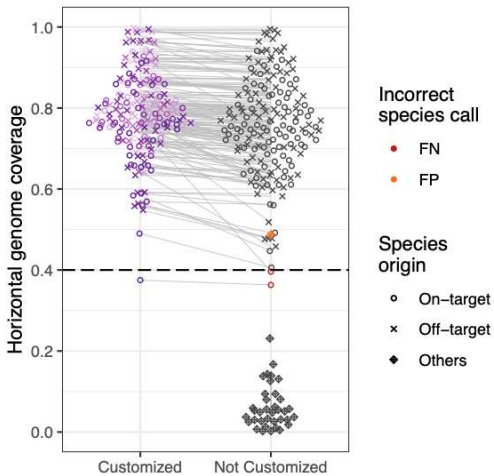 Horizontal genome coverage
1.0
0.8
0.6
0.4
0.2
0.0
Customized
Not Customized
Incorrect
species call
FN
FP
Species
origin
On-target
Off-target
Others